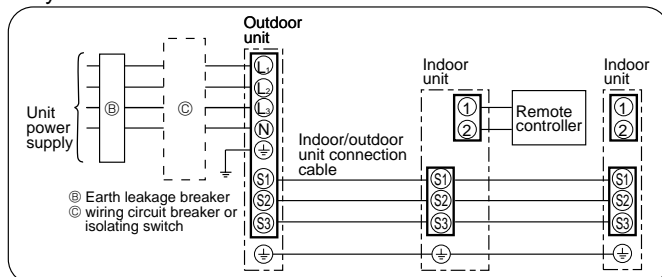 Outdoor
unit
L1
L2
L3
N
S1
S2
S3
Unit
power
supply
Ⓑ
Ⓒ
Indoor/outdoor
unit connection
cable
Ⓑ Earth leakage breaker
Ⓒ wiring circuit breaker or
isolating switch
Indoor
unit
1
2
Remote
controller
S1
S2
S3
Indoor
unit
1
2
S1
S2
S3